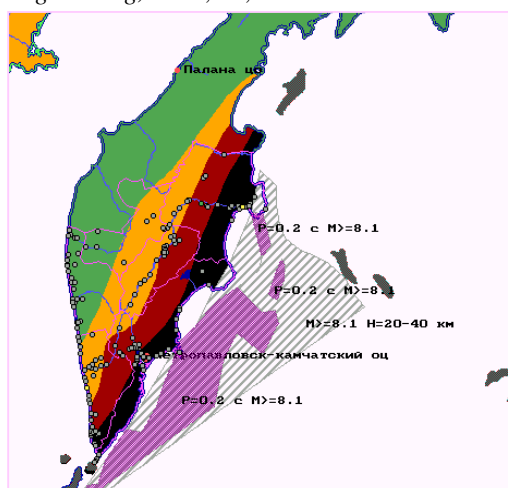 Палана цо
P=0.2 с M>=8.1
P=0.2 с M>=8.1
M>=8.1 H=20-40 км
петропавловск-камчатский оц
P=0.2 с M>=8.1